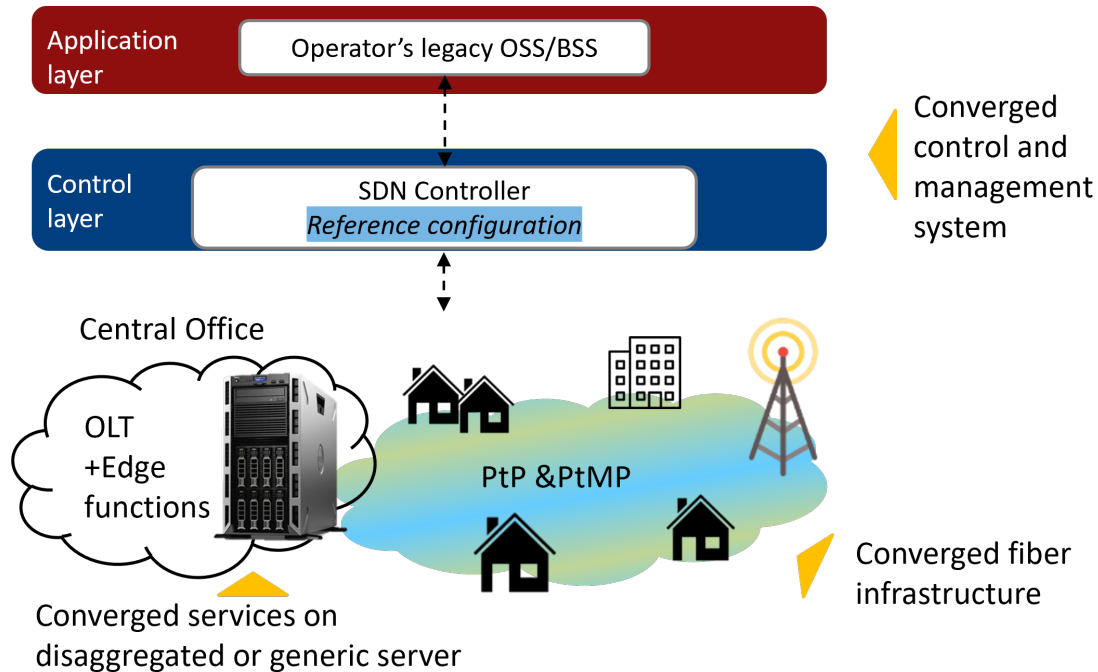 Application
layer
Operator's legacy OSS/BSS
Converged
control and
management
system
Control
layer
SDN Controller
Reference configuration
Central Office
OLT
+Edge
functions
PtP &PtMP
Converged fiber
infrastructure
Converged services on
disaggregated or generic server